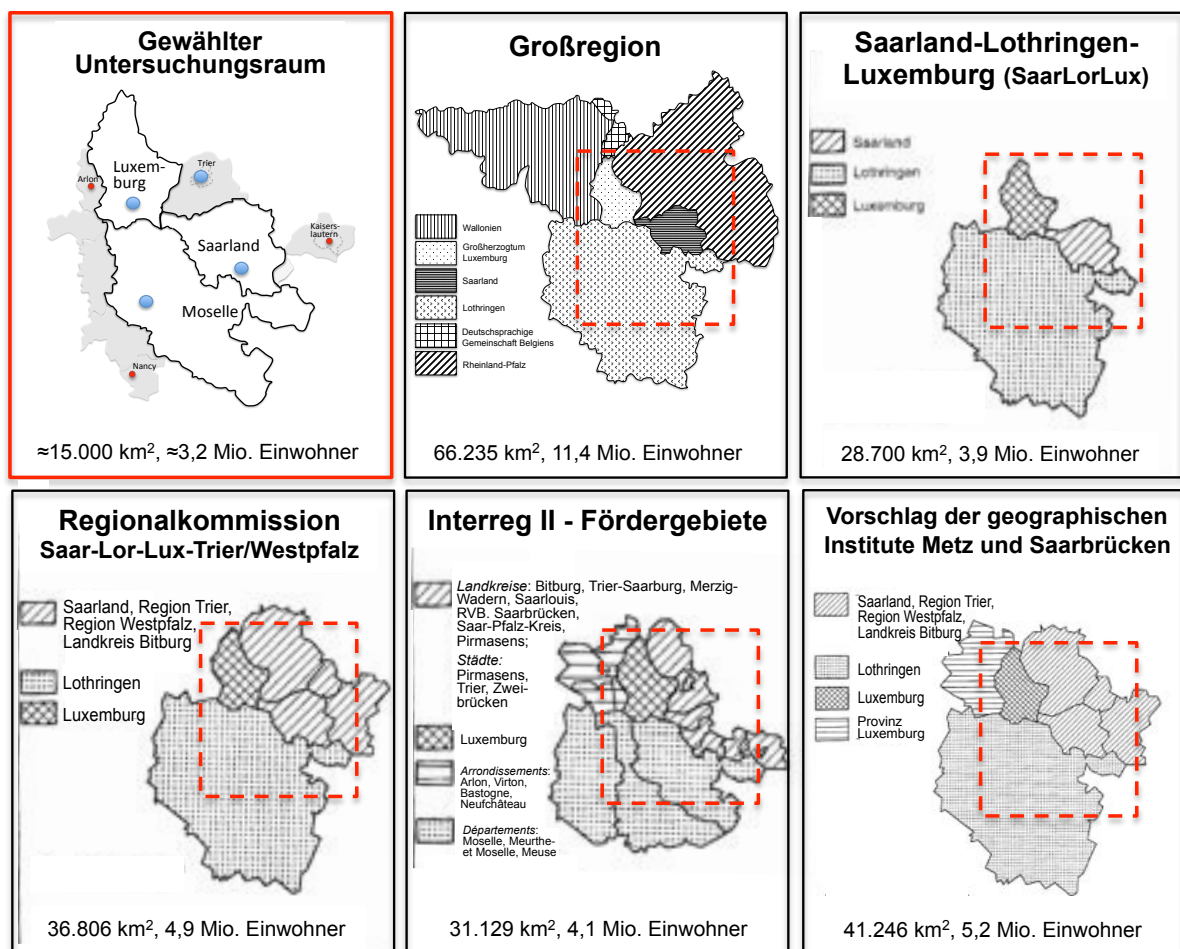 Gewählter
Untersuchungsraum
Luxem-
burg
Trier
Arlon
Saarland
Kaisers-
lautern
Moselle
Nancy
≈15.000 km², ≈3,2 Mio. Einwohner
Großregion
Wallonien
Großherzogtum
Luxemburg
Saarland
Lothringen
Deutschsprachige
Gemeinschaft Belgiens
Rheinland-Pfalz
66.235 km², 11,4 Mio. Einwohner
Saarland-Lothringen-
Luxemburg (SaarLorLux)
Saarland
Lothringen
Luxemburg
28.700 km², 3,9 Mio. Einwohner
Regionalkommission
Saar-Lor-Lux-Trier/Westpfalz
Saarland, Region Trier,
Region Westpfalz,
Landkreis Bitburg
Lothringen
Luxemburg
36.806 km², 4,9 Mio. Einwohner
Interreg II - Fördergebiete
Landkreise: Bitburg, Trier-Saarburg, Merzig-
Wadern, Saarlouis,
RVB. Saarbrücken,
Saar-Pfalz-Kreis,
Pirmasens;
Städte:
Pirmasens,
Trier, Zwei-
brücken
Luxemburg
Arrondissements:
Arlon, Virton,
Bastogne,
Neufchâteau
Départements:
Moselle, Meurthe-
et Moselle, Meuse
31.129 km², 4,1 Mio. Einwohner
Vorschlag der geographischen
Institute Metz und Saarbrücken
Saarland, Region Trier,
Region Westpfalz,
Landkreis Bitburg
Lothringen
Luxemburg
Provinz
Luxemburg
41.246 km², 5,2 Mio. Einwohner